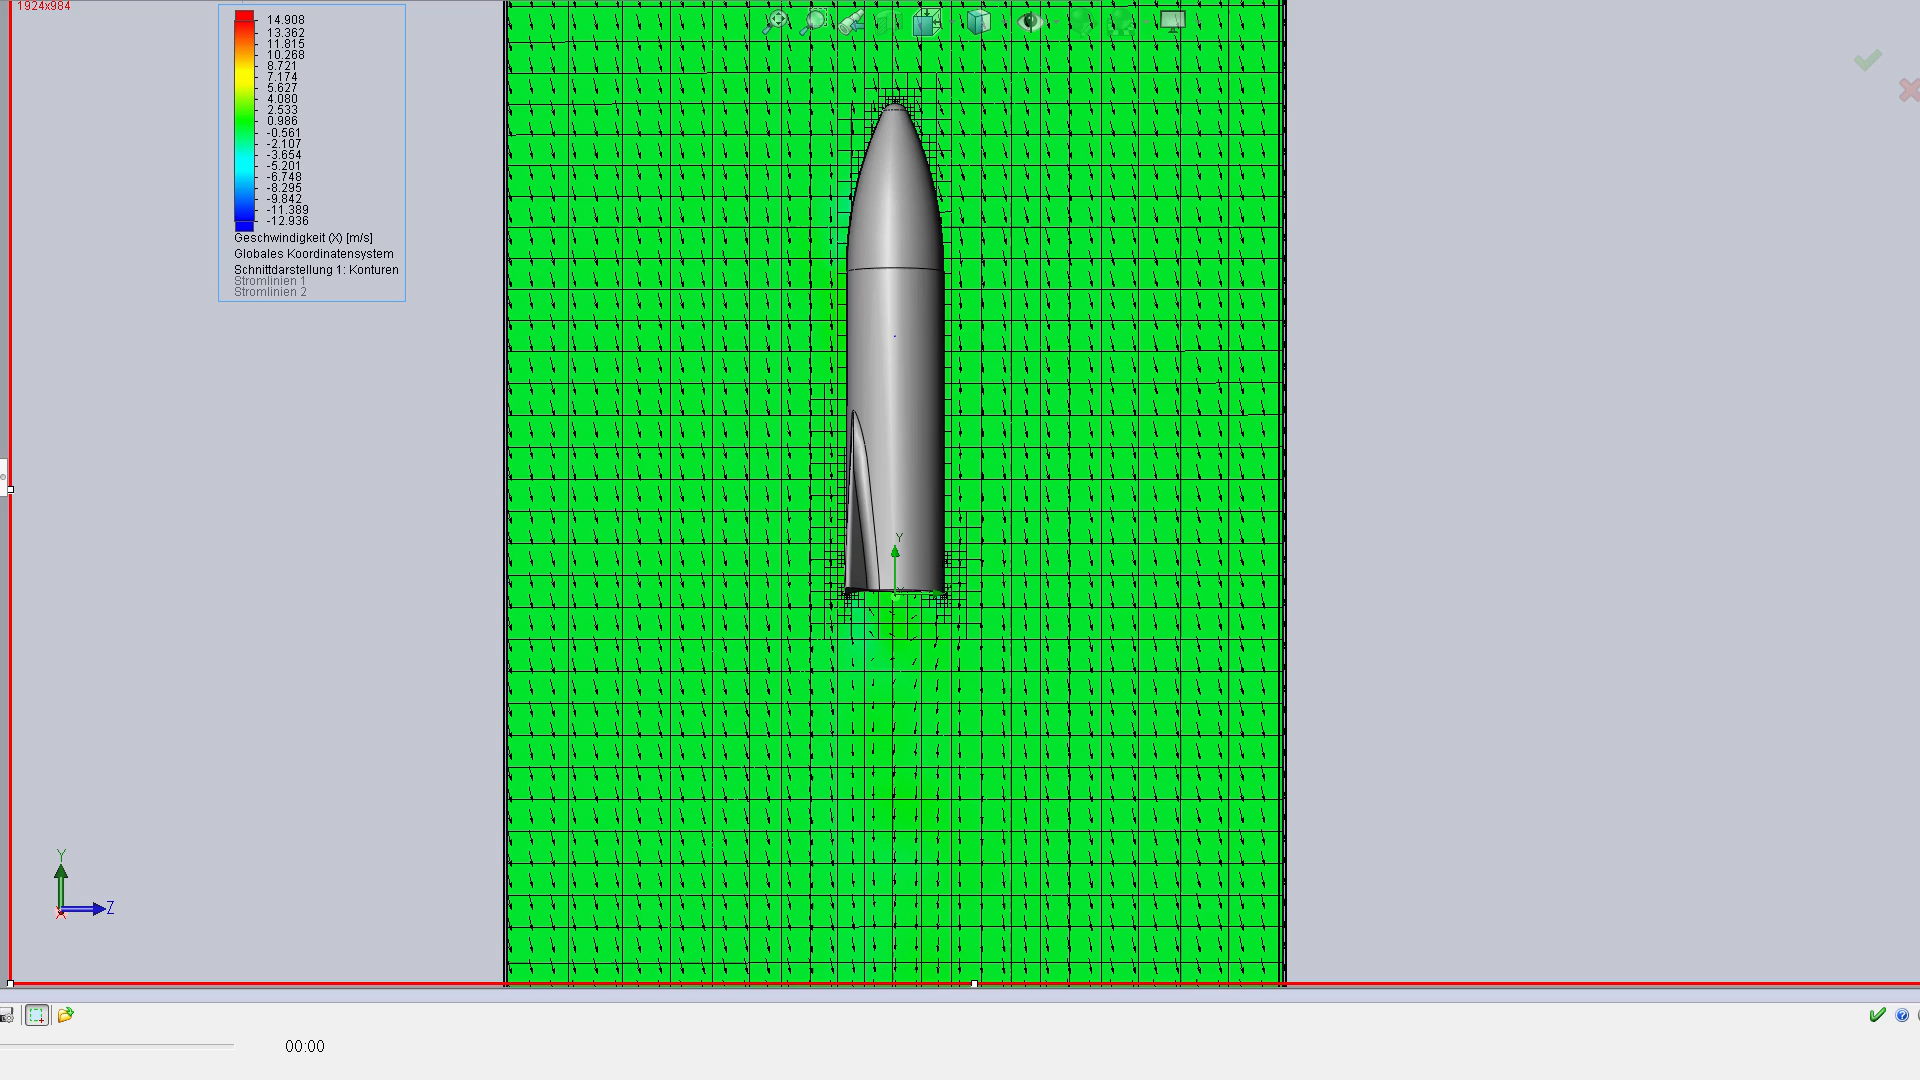 1924x984
14.908
13.362
11.815
10.268
8.721
7.174
5.627
4.080
2.533
0.986
-0.561
-2.107
-3.654
-5.201
-6.748
-8.295
-9.842
-11.389
-12.936
Geschwindigkeit (X) [m/s]
Globales Koordinatensystem
Schnittdarstellung 1: Konturen
Stromlinien 1
Stromlinien 2
Y
Y
Z
X
00:00